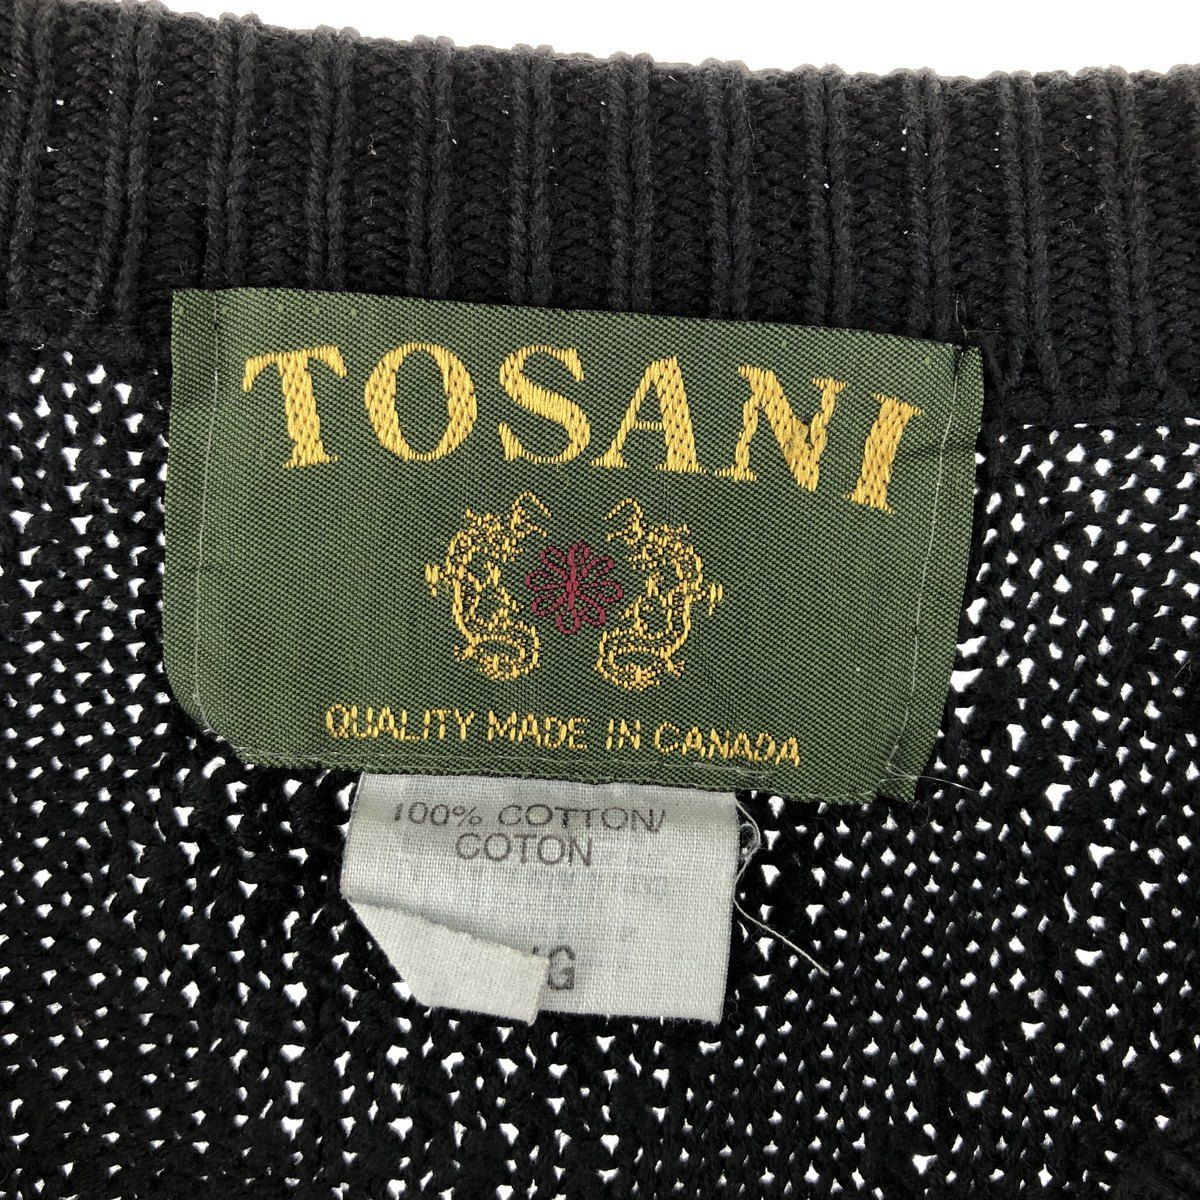 TOSANI
QUALITY MADE IN CANADA
100% COTTON/
COTON